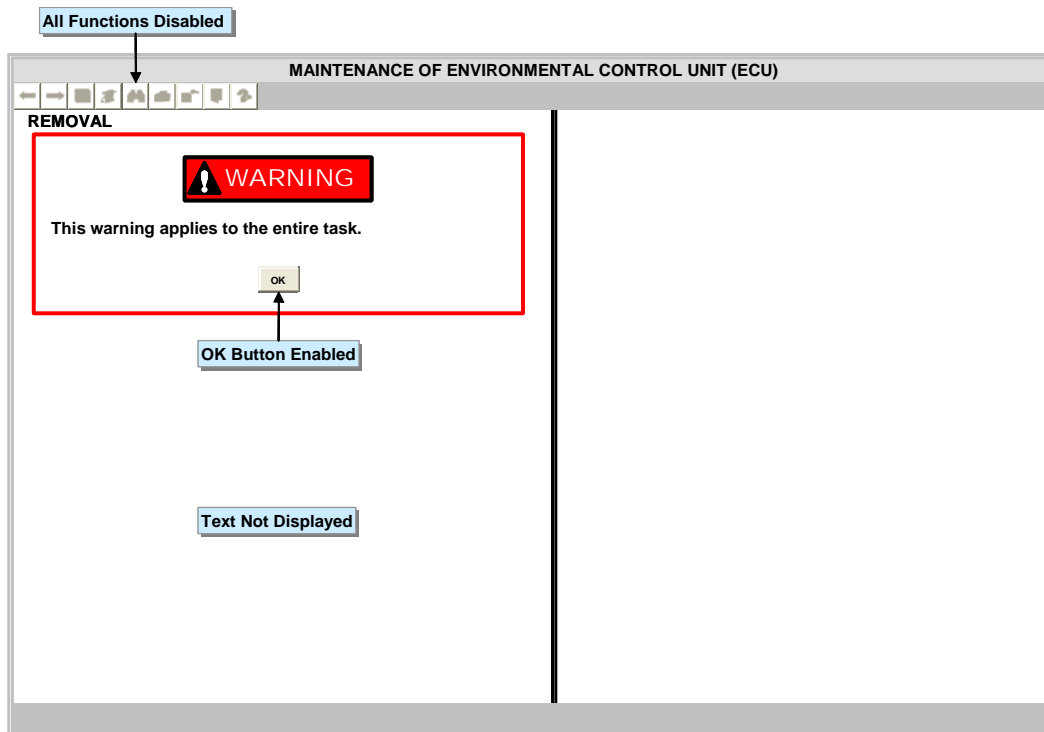 All Functions Disabled
MAINTENANCE OF ENVIRONMENTAL CONTROL UNIT (ECU)
REMOVAL
WARNING
This warning applies to the entire task.
OK
OK Button Enabled
Text Not Displayed